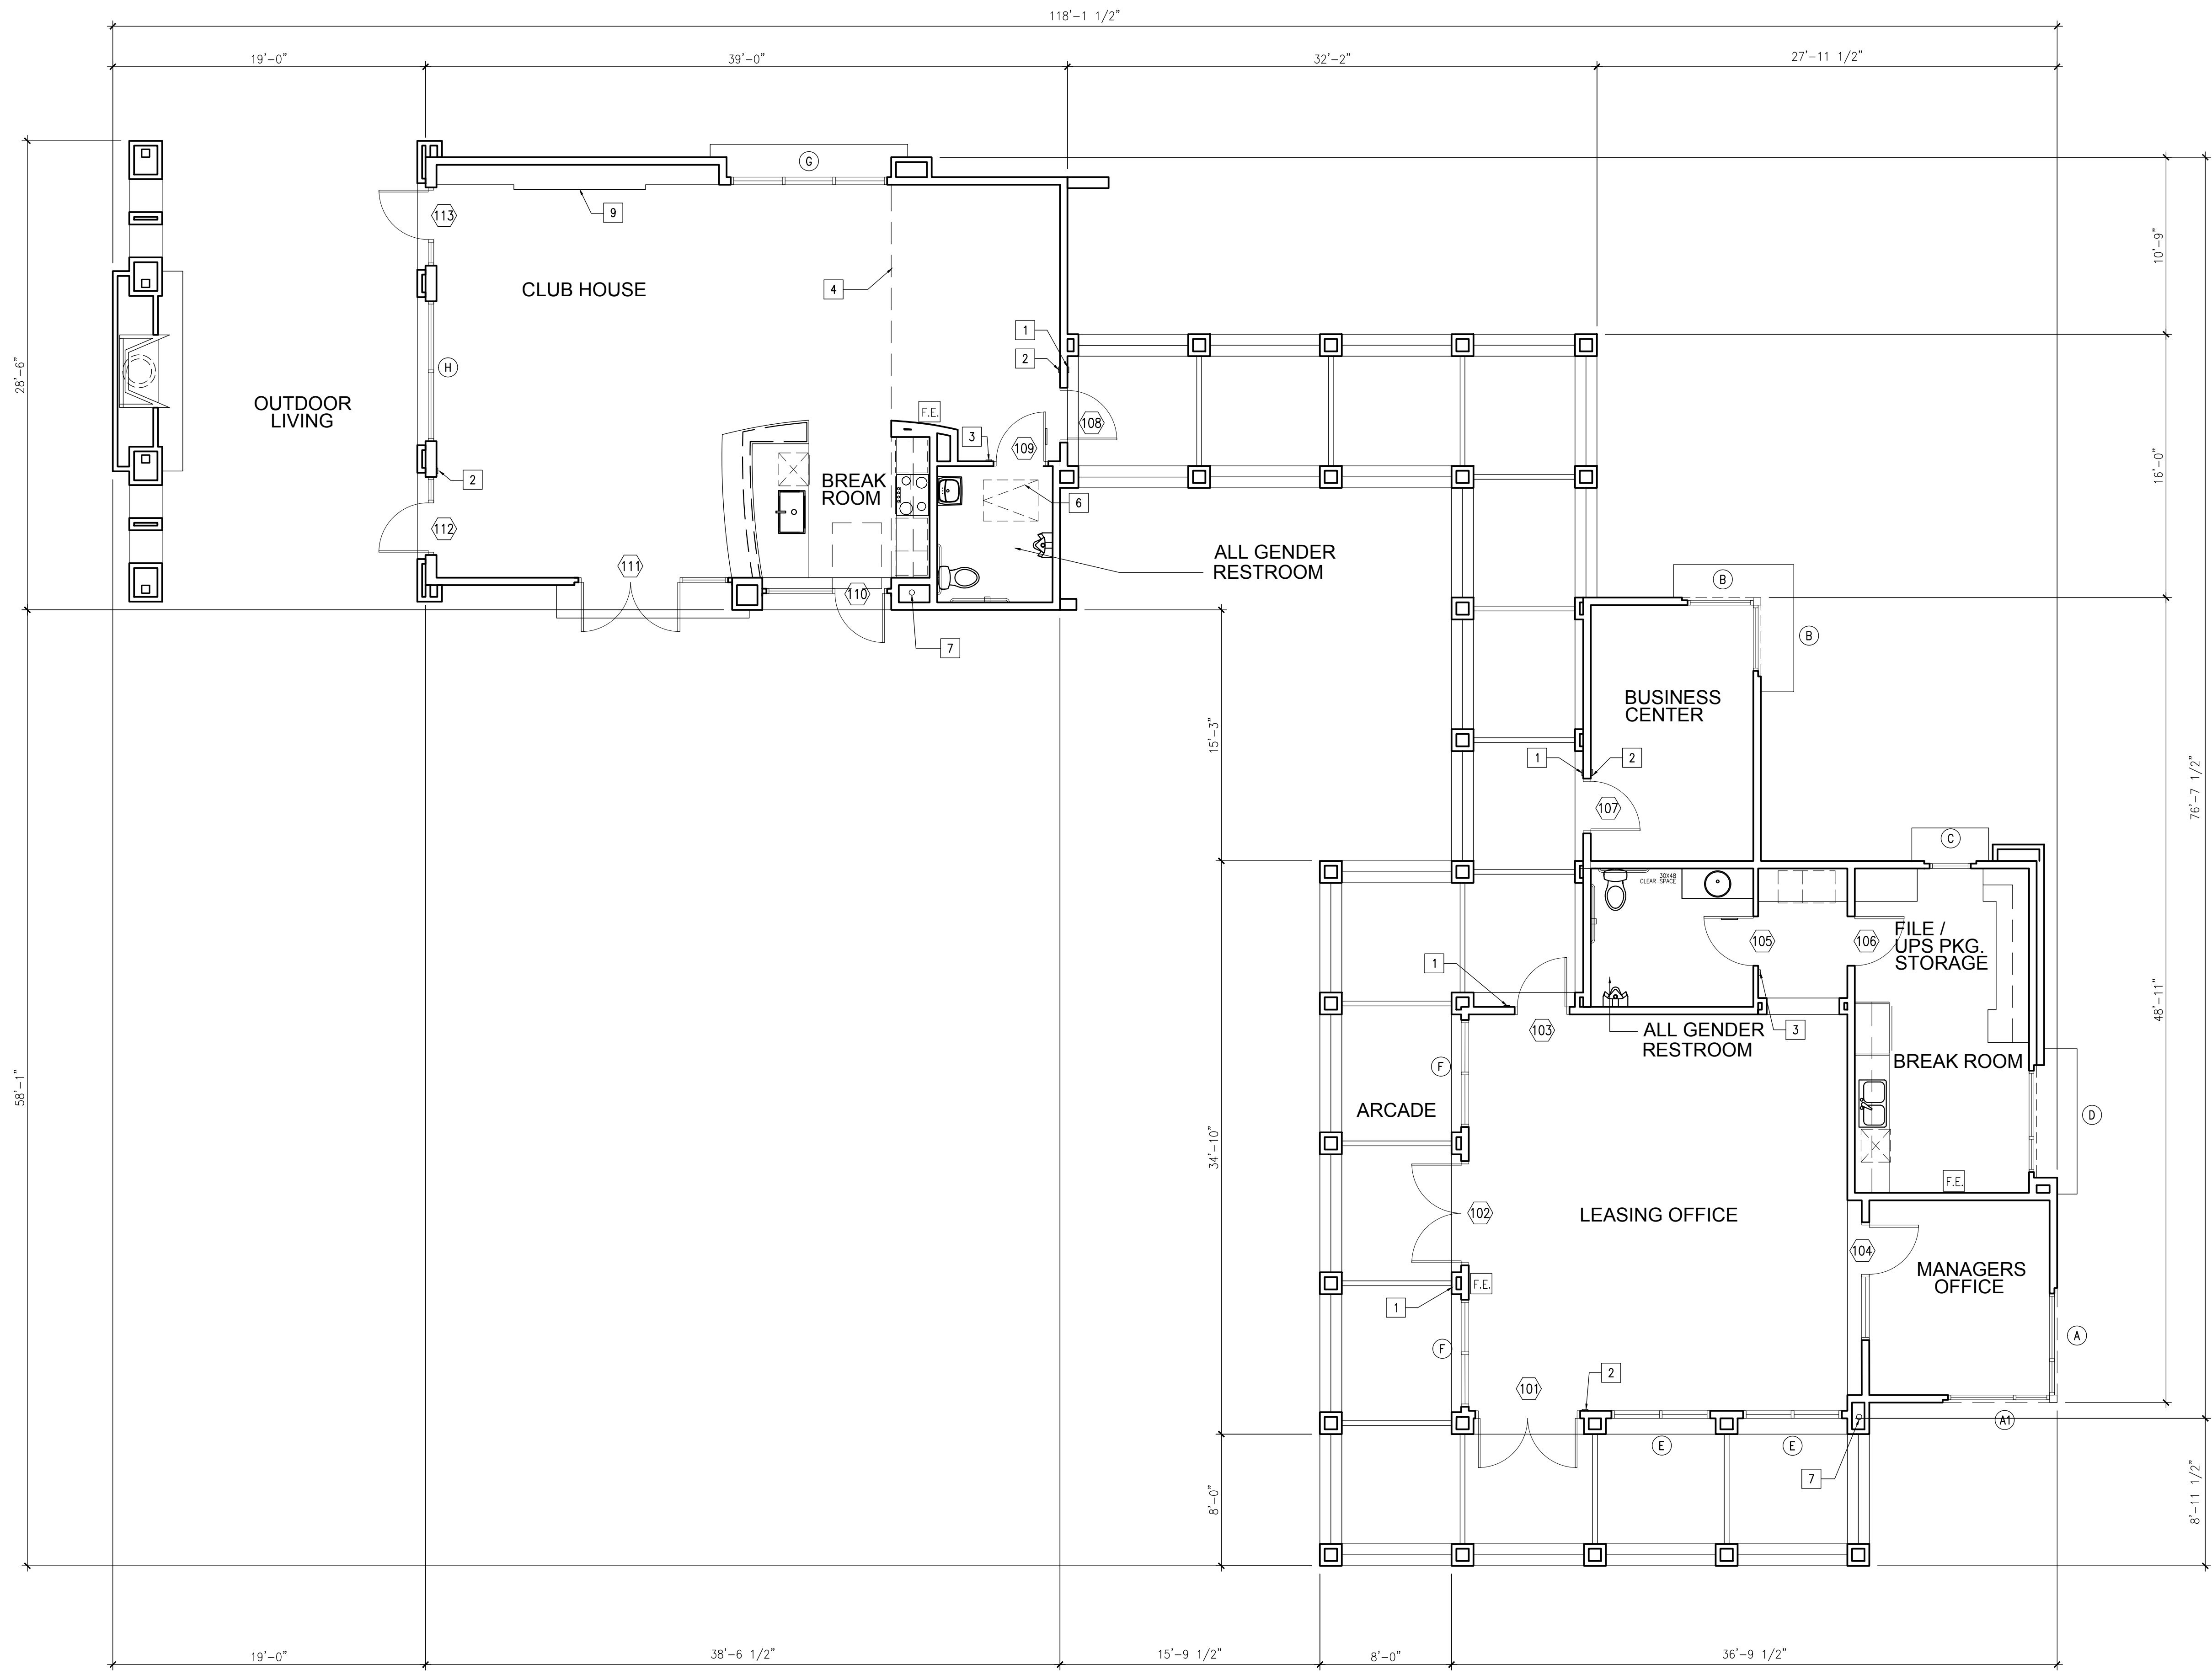 118'-1 1/2"
19'-0"
39'-0"
32'-2"
27'-11 1/2"
G
113
9
10'-9"
CLUB HOUSE
4
1
2
28'-6"
H
OUTDOOR
LIVING
F.E.
108
3
109
16'-0"
2
BREAK
ROOM
6
112
ALL GENDER
RESTROOM
111
110
7
B
B
BUSINESS
CENTER
15'-3"
1
2
76'-7 1/2"
107
C
30X48
CLEAR SPACE
105
106
FILE /
UPS PKG.
STORAGE
1
48'-11"
103
ALL GENDER
RESTROOM
3
F
BREAK ROOM
58'-1"
ARCADE
D
34'-10"
F.E.
102
LEASING OFFICE
104
MANAGERS
OFFICE
F.E.
1
F
A
2
101
A1
E
E
7
8'-0"
8'-11 1/2"
19'-0"
38'-6 1/2"
15'-9 1/2"
8'-0"
36'-9 1/2"